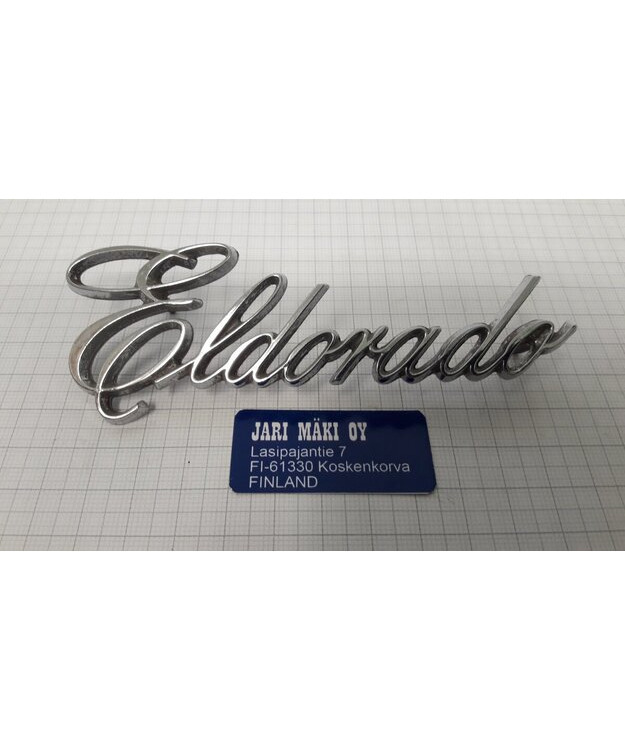 Eldorado
JARI MÄKI OY
Lasipajantie 7
FI-61330 Koskenkorva
FINLAND